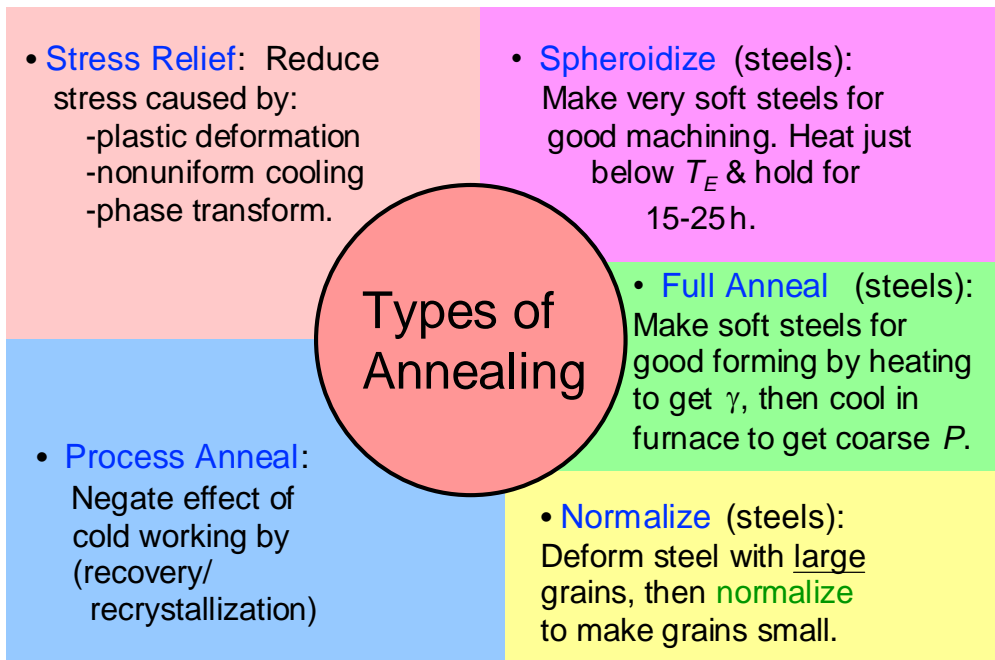 • Stress Relief: Reduce
stress caused by:
-plastic deformation
-nonuniform cooling
-phase transform.
• Spheroidize (steels):
Make very soft steels for
good machining. Heat just
below T_E & hold for
15-25 h.
Types of
Annealing
• Full Anneal (steels):
Make soft steels for
good forming by heating
to get γ, then cool in
furnace to get coarse P.
• Process Anneal:
Negate effect of
cold working by
(recovery/
recrystallization)
• Normalize (steels):
Deform steel with large
grains, then normalize
to make grains small.